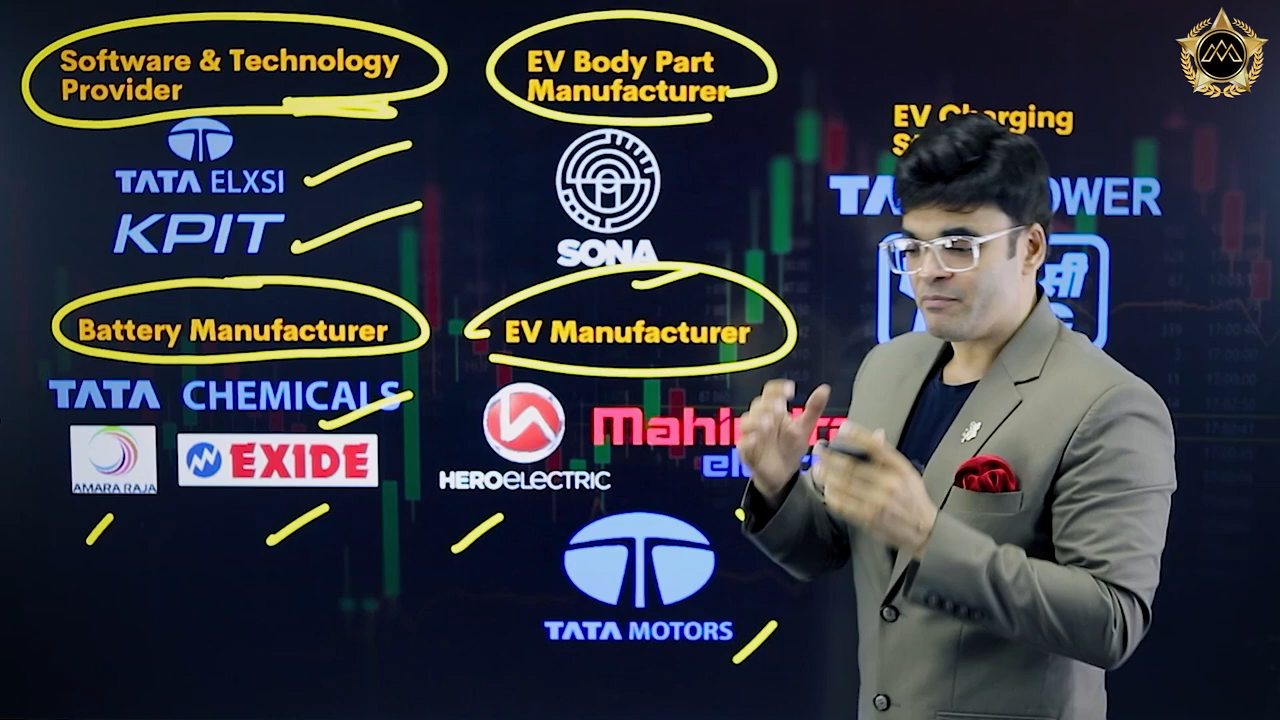 Software & Technology
Provider
TATA ELXSI
KPIT
EV Body Part
Manufacturer
SONA
EV Charging
POWER
सी
Battery Manufacturer
TATA CHEMICALS
AMARA RAJA
EXIDE
EV Manufacturer
HEROELECTRIC
Mahindra
TATA MOTORS